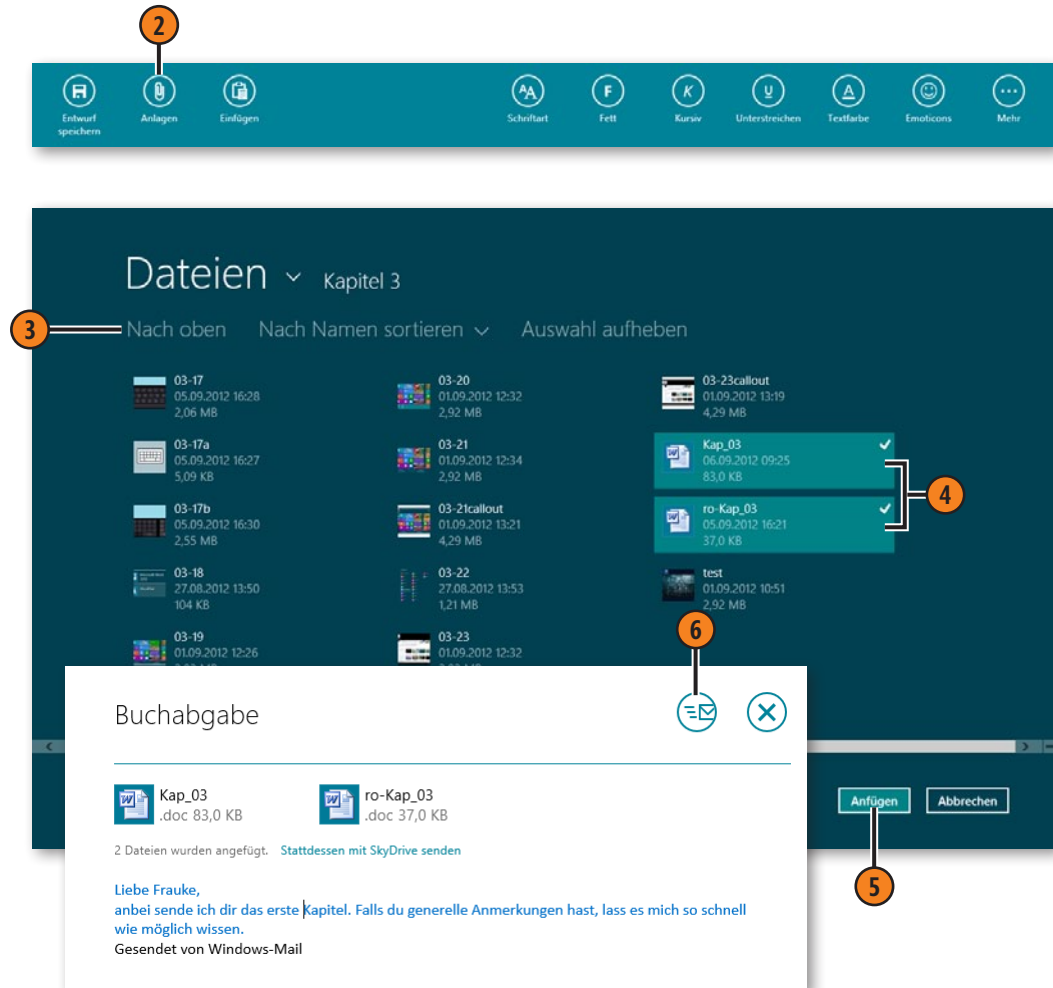 2
Entwurf speichern
Anlagen
Einfügen
Schriftart
Fett
Kursiv
Unterstreichen
Textfarbe
Emoticons
Mehr
Dateien Kapitel 3
3
Nach oben Nach Namen sortieren Auswahl aufheben
03-17
05.09.2012 16:28
2,06 MB
03-17a
05.09.2012 16:27
5,09 KB
03-17b
05.09.2012 16:30
2,55 MB
03-18
27.08.2012 13:50
104 KB
03-19
01.09.2012 12:26
03-20
01.09.2012 12:32
2,92 MB
03-21
01.09.2012 12:34
2,92 MB
03-21callout
01.09.2012 13:21
4,29 MB
03-22
27.08.2012 13:53
1,21 MB
03-23
01.09.2012 12:32
03-23callout
01.09.2012 13:19
4,29 MB
Kap_03
06.09.2012 09:25
83,0 KB
ro-Kap_03
05.09.2012 16:21
37,0 KB
test
01.09.2012 10:51
2,92 MB
4
6
Buchabgabe
Kap_03
.doc 83,0 KB
ro-Kap_03
.doc 37,0 KB
2 Dateien wurden angefügt. Stattdessen mit SkyDrive senden
Liebe Frauke,
anbei sende ich dir das erste Kapitel. Falls du generelle Anmerkungen hast, lass es mich so schnell
wie möglich wissen.
Gesendet von Windows-Mail
Anfügen Abbrechen
5